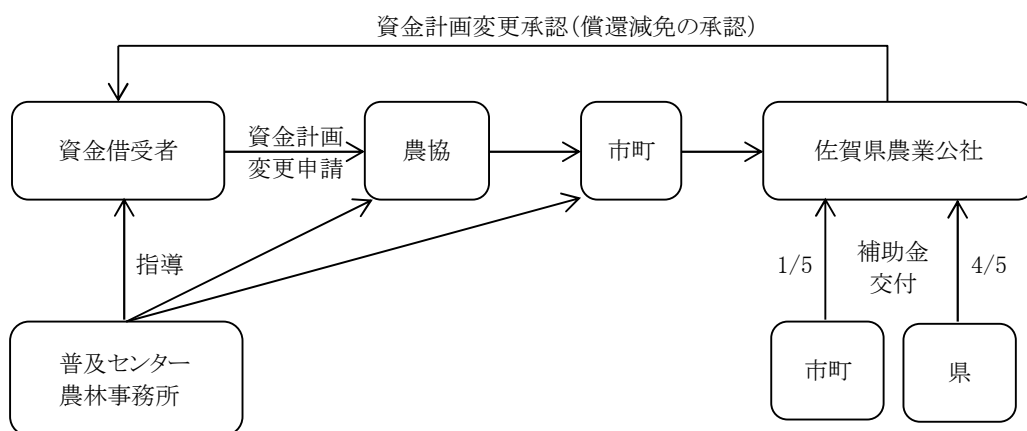 資金計画変更承認（償還減免の承認）
資金借受者
資金計画
変更申請
農協
市町
佐賀県農業公社
指導
1/5
補助金
交付
4/5
普及センター
農林事務所
市町
県